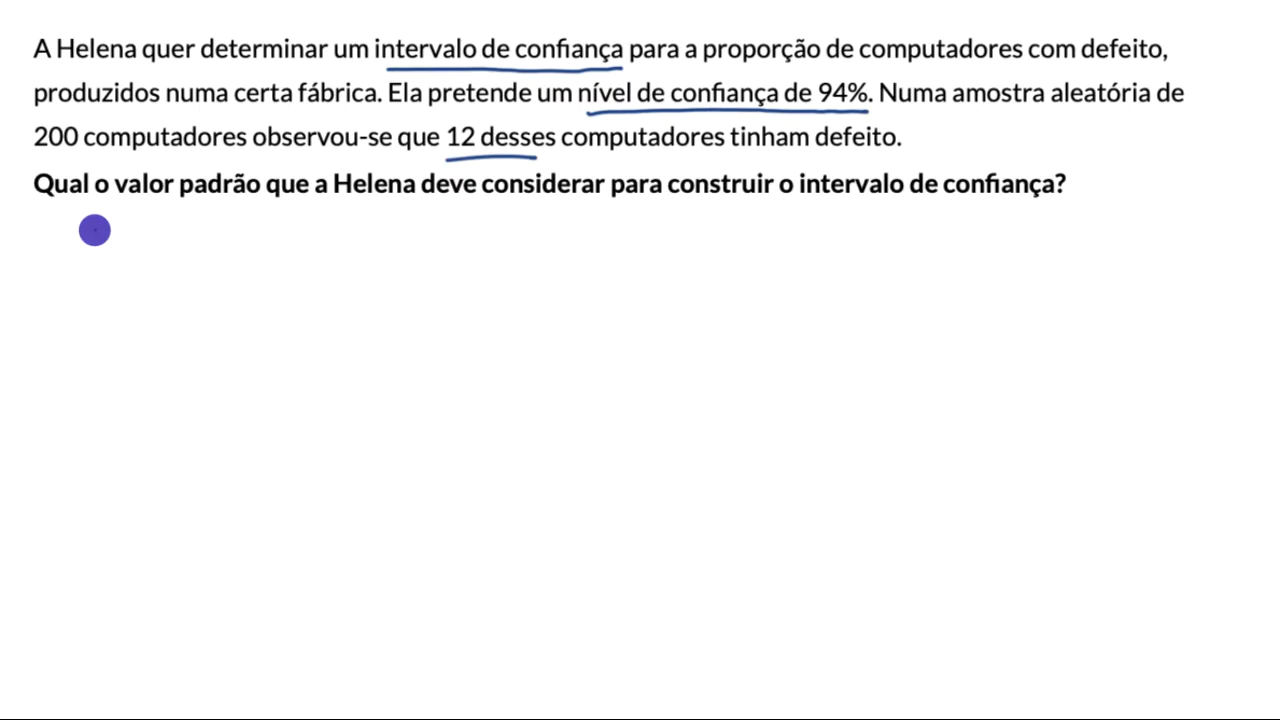 A Helena quer determinar um intervalo de confiança para a proporção de computadores com defeito,
produzidos numa certa fábrica. Ela pretende um nível de confiança de 94%. Numa amostra aleatória de
200 computadores observou-se que 12 desses computadores tinham defeito.
Qual o valor padrão que a Helena deve considerar para construir o intervalo de confiança?